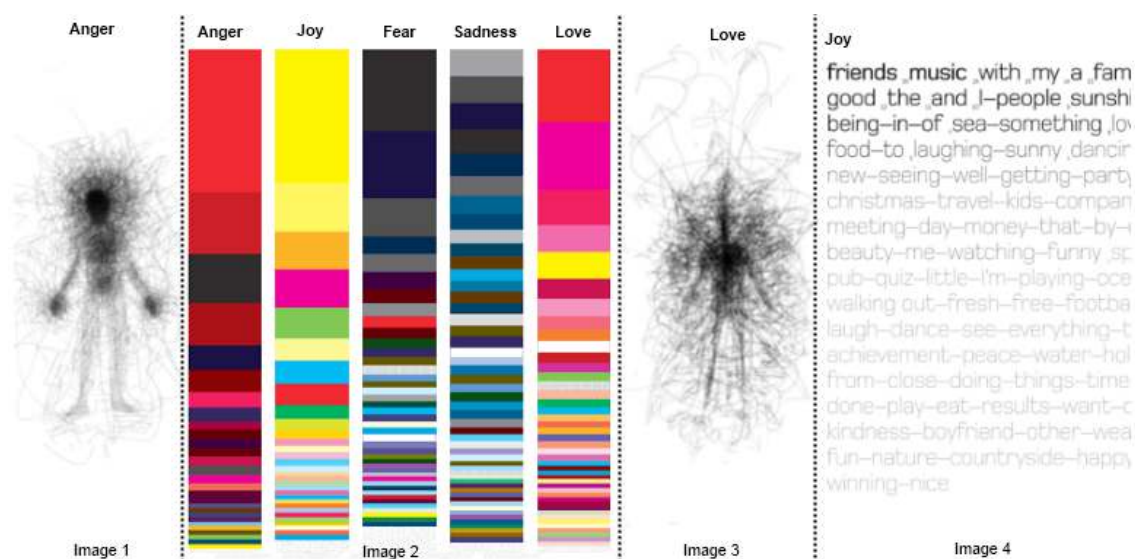 Anger
Anger Joy Fear Sadness Love
Love
Joy
friends ,music ,with ,my ,a ,fam
good ,the ,and ,I–people ,sunshi
being–in–of ,sea–something ,lov
food–to ,laughing–sunny ,dancin
new–seeing–well–getting–party
christmas–travel–kids–compan
meeting–day–money–that–by–
beauty–me–watching–funny ,sp
pub–quiz–little–I'm–playing–oce
walking out–fresh–free–footba
laugh–dance–see–everything–t
achievement–peace–water–hol
from–close–doing–things–time
done–play–eat–results–want–c
kindness–boyfriend–other–wea
fun–nature–countryside–happy
winning–nice
Image 1
Image 2
Image 3
Image 4